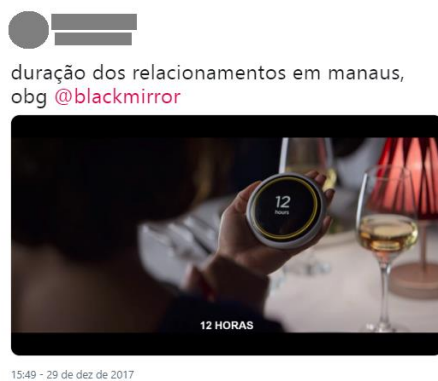 duração dos relacionamentos em manaus,
obg @blackmirror
12
hours
12 HORAS
15:49 - 29 de dez de 2017